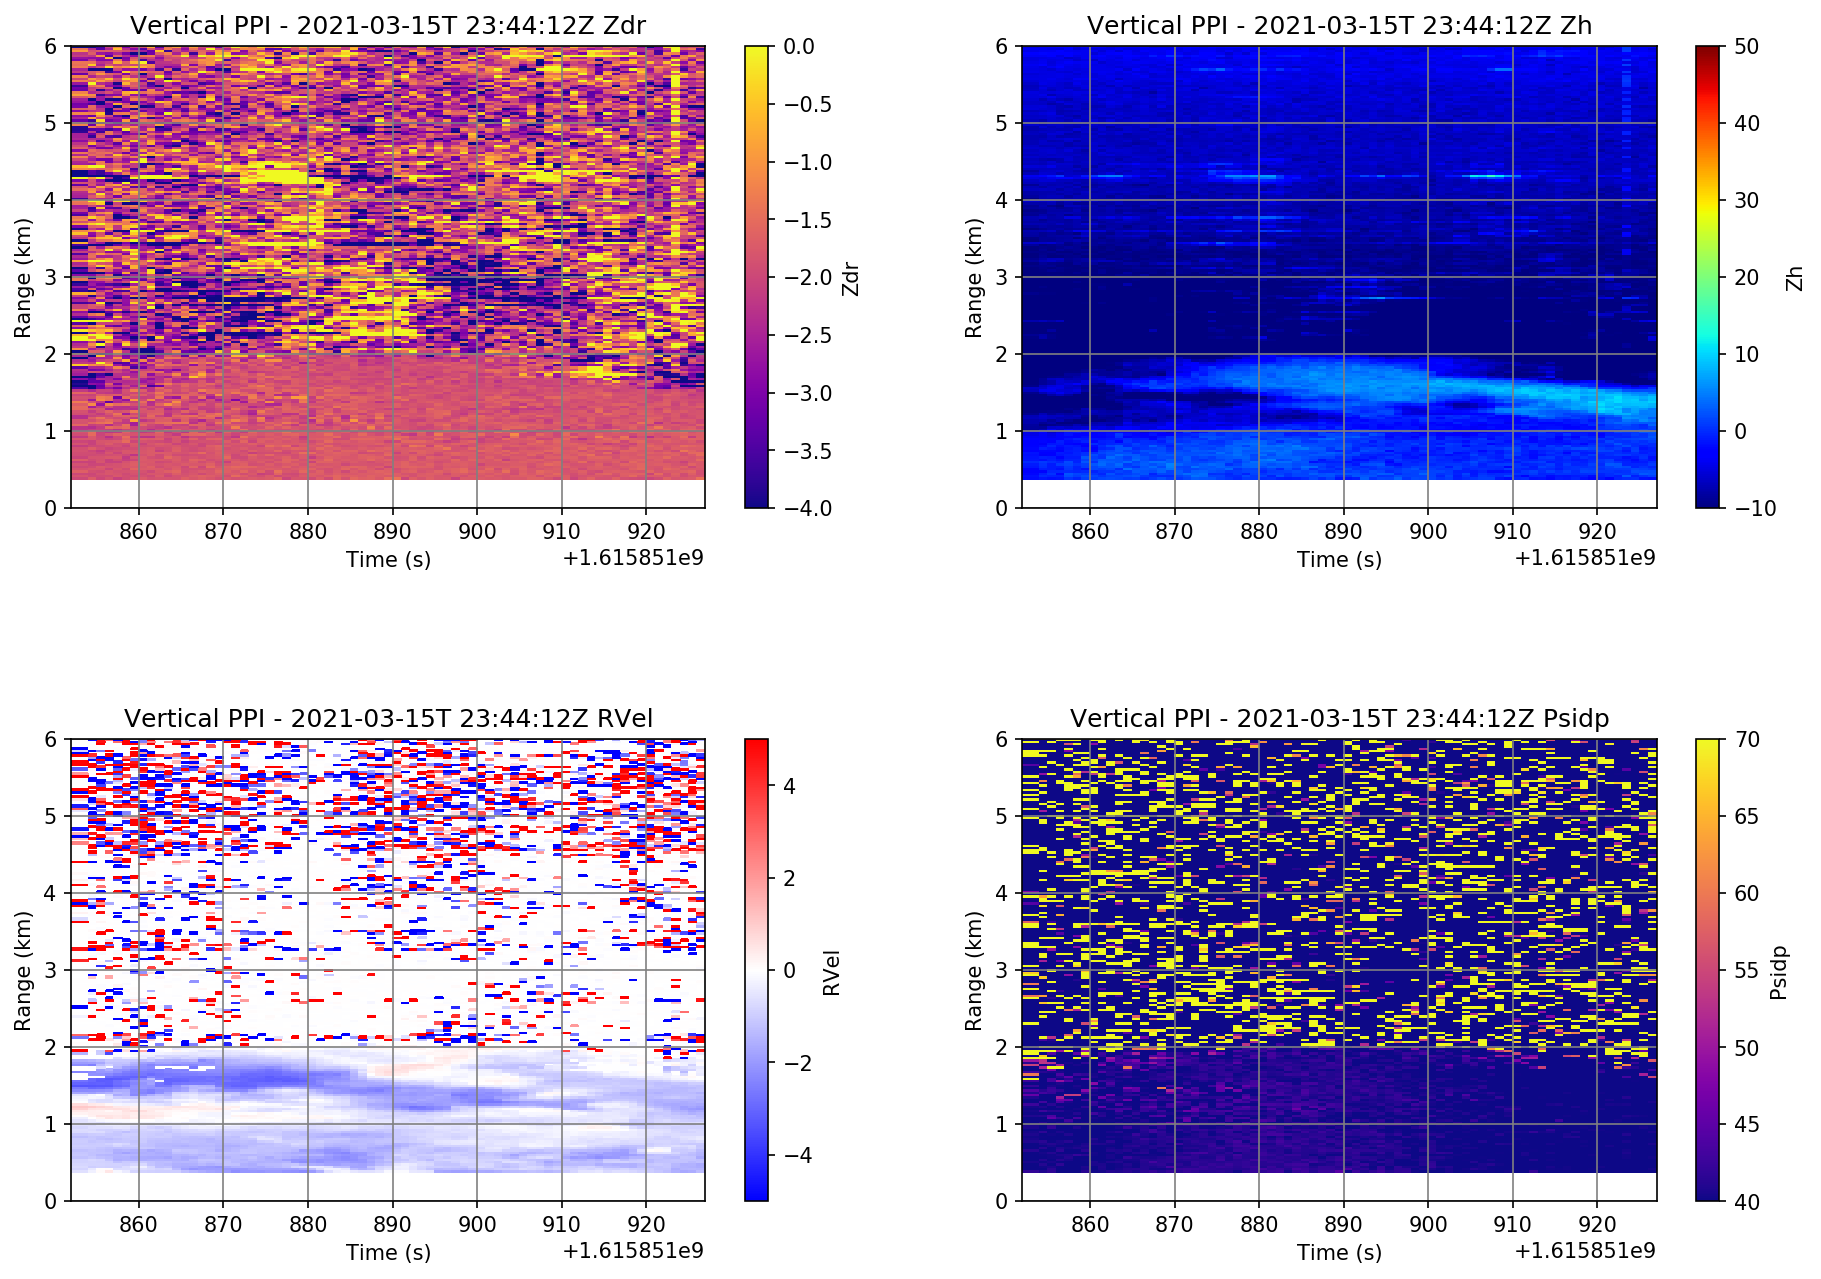 Vertical PPI - 2021-03-15T 23:44:12Z Zdr
6
5
4
3
2
1
0
Range (km)
860 870 880 890 900 910 920
Time (s)
+1.615851e9
0.0
−0.5
−1.0
−1.5
−2.0
−2.5
−3.0
−3.5
−4.0
Zdr
Vertical PPI - 2021-03-15T 23:44:12Z Zh
6
5
4
3
2
1
0
Range (km)
860 870 880 890 900 910 920
Time (s)
+1.615851e9
50
40
30
20
10
0
−10
Zh
Vertical PPI - 2021-03-15T 23:44:12Z RVel
6
5
4
3
2
1
0
Range (km)
860 870 880 890 900 910 920
Time (s)
+1.615851e9
4
2
0
−2
−4
RVel
Vertical PPI - 2021-03-15T 23:44:12Z Psidp
6
5
4
3
2
1
0
Range (km)
860 870 880 890 900 910 920
Time (s)
+1.615851e9
70
65
60
55
50
45
40
Psidp